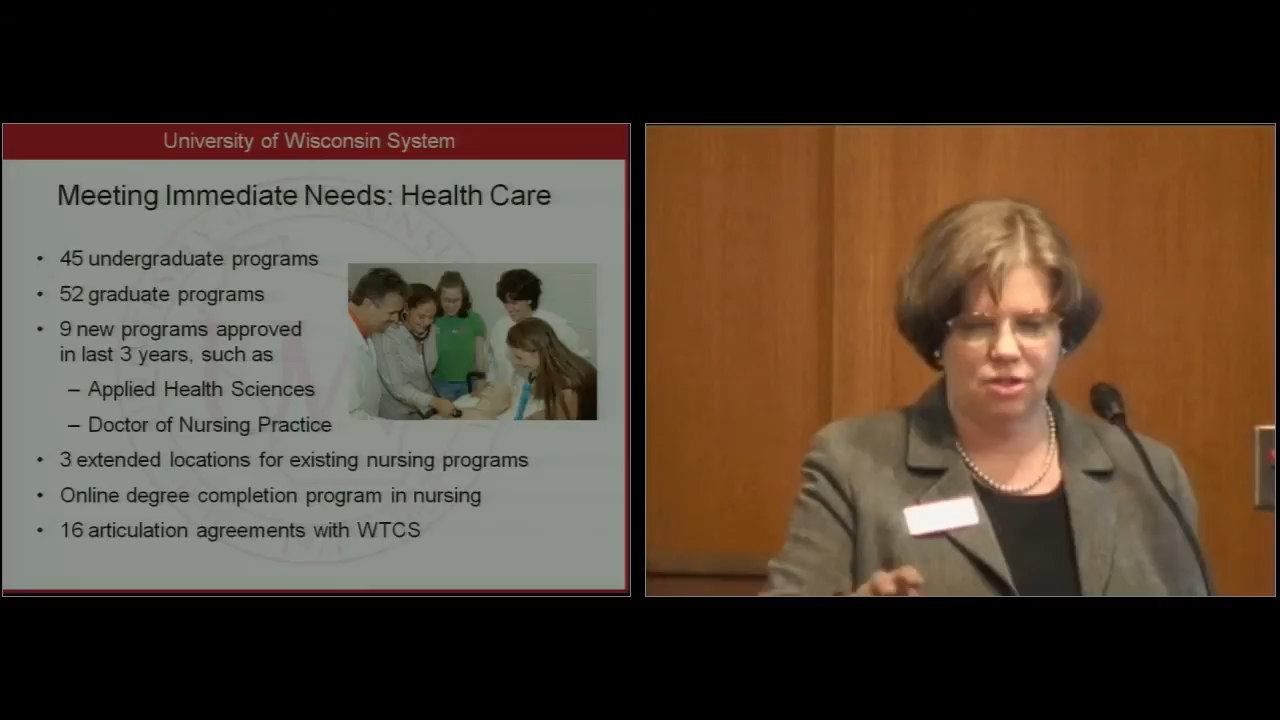 University of Wisconsin System
Meeting Immediate Needs: Health Care
• 45 undergraduate programs
• 52 graduate programs
• 9 new programs approved
in last 3 years, such as
– Applied Health Sciences
– Doctor of Nursing Practice
• 3 extended locations for existing nursing programs
• Online degree completion program in nursing
• 16 articulation agreements with WTCS